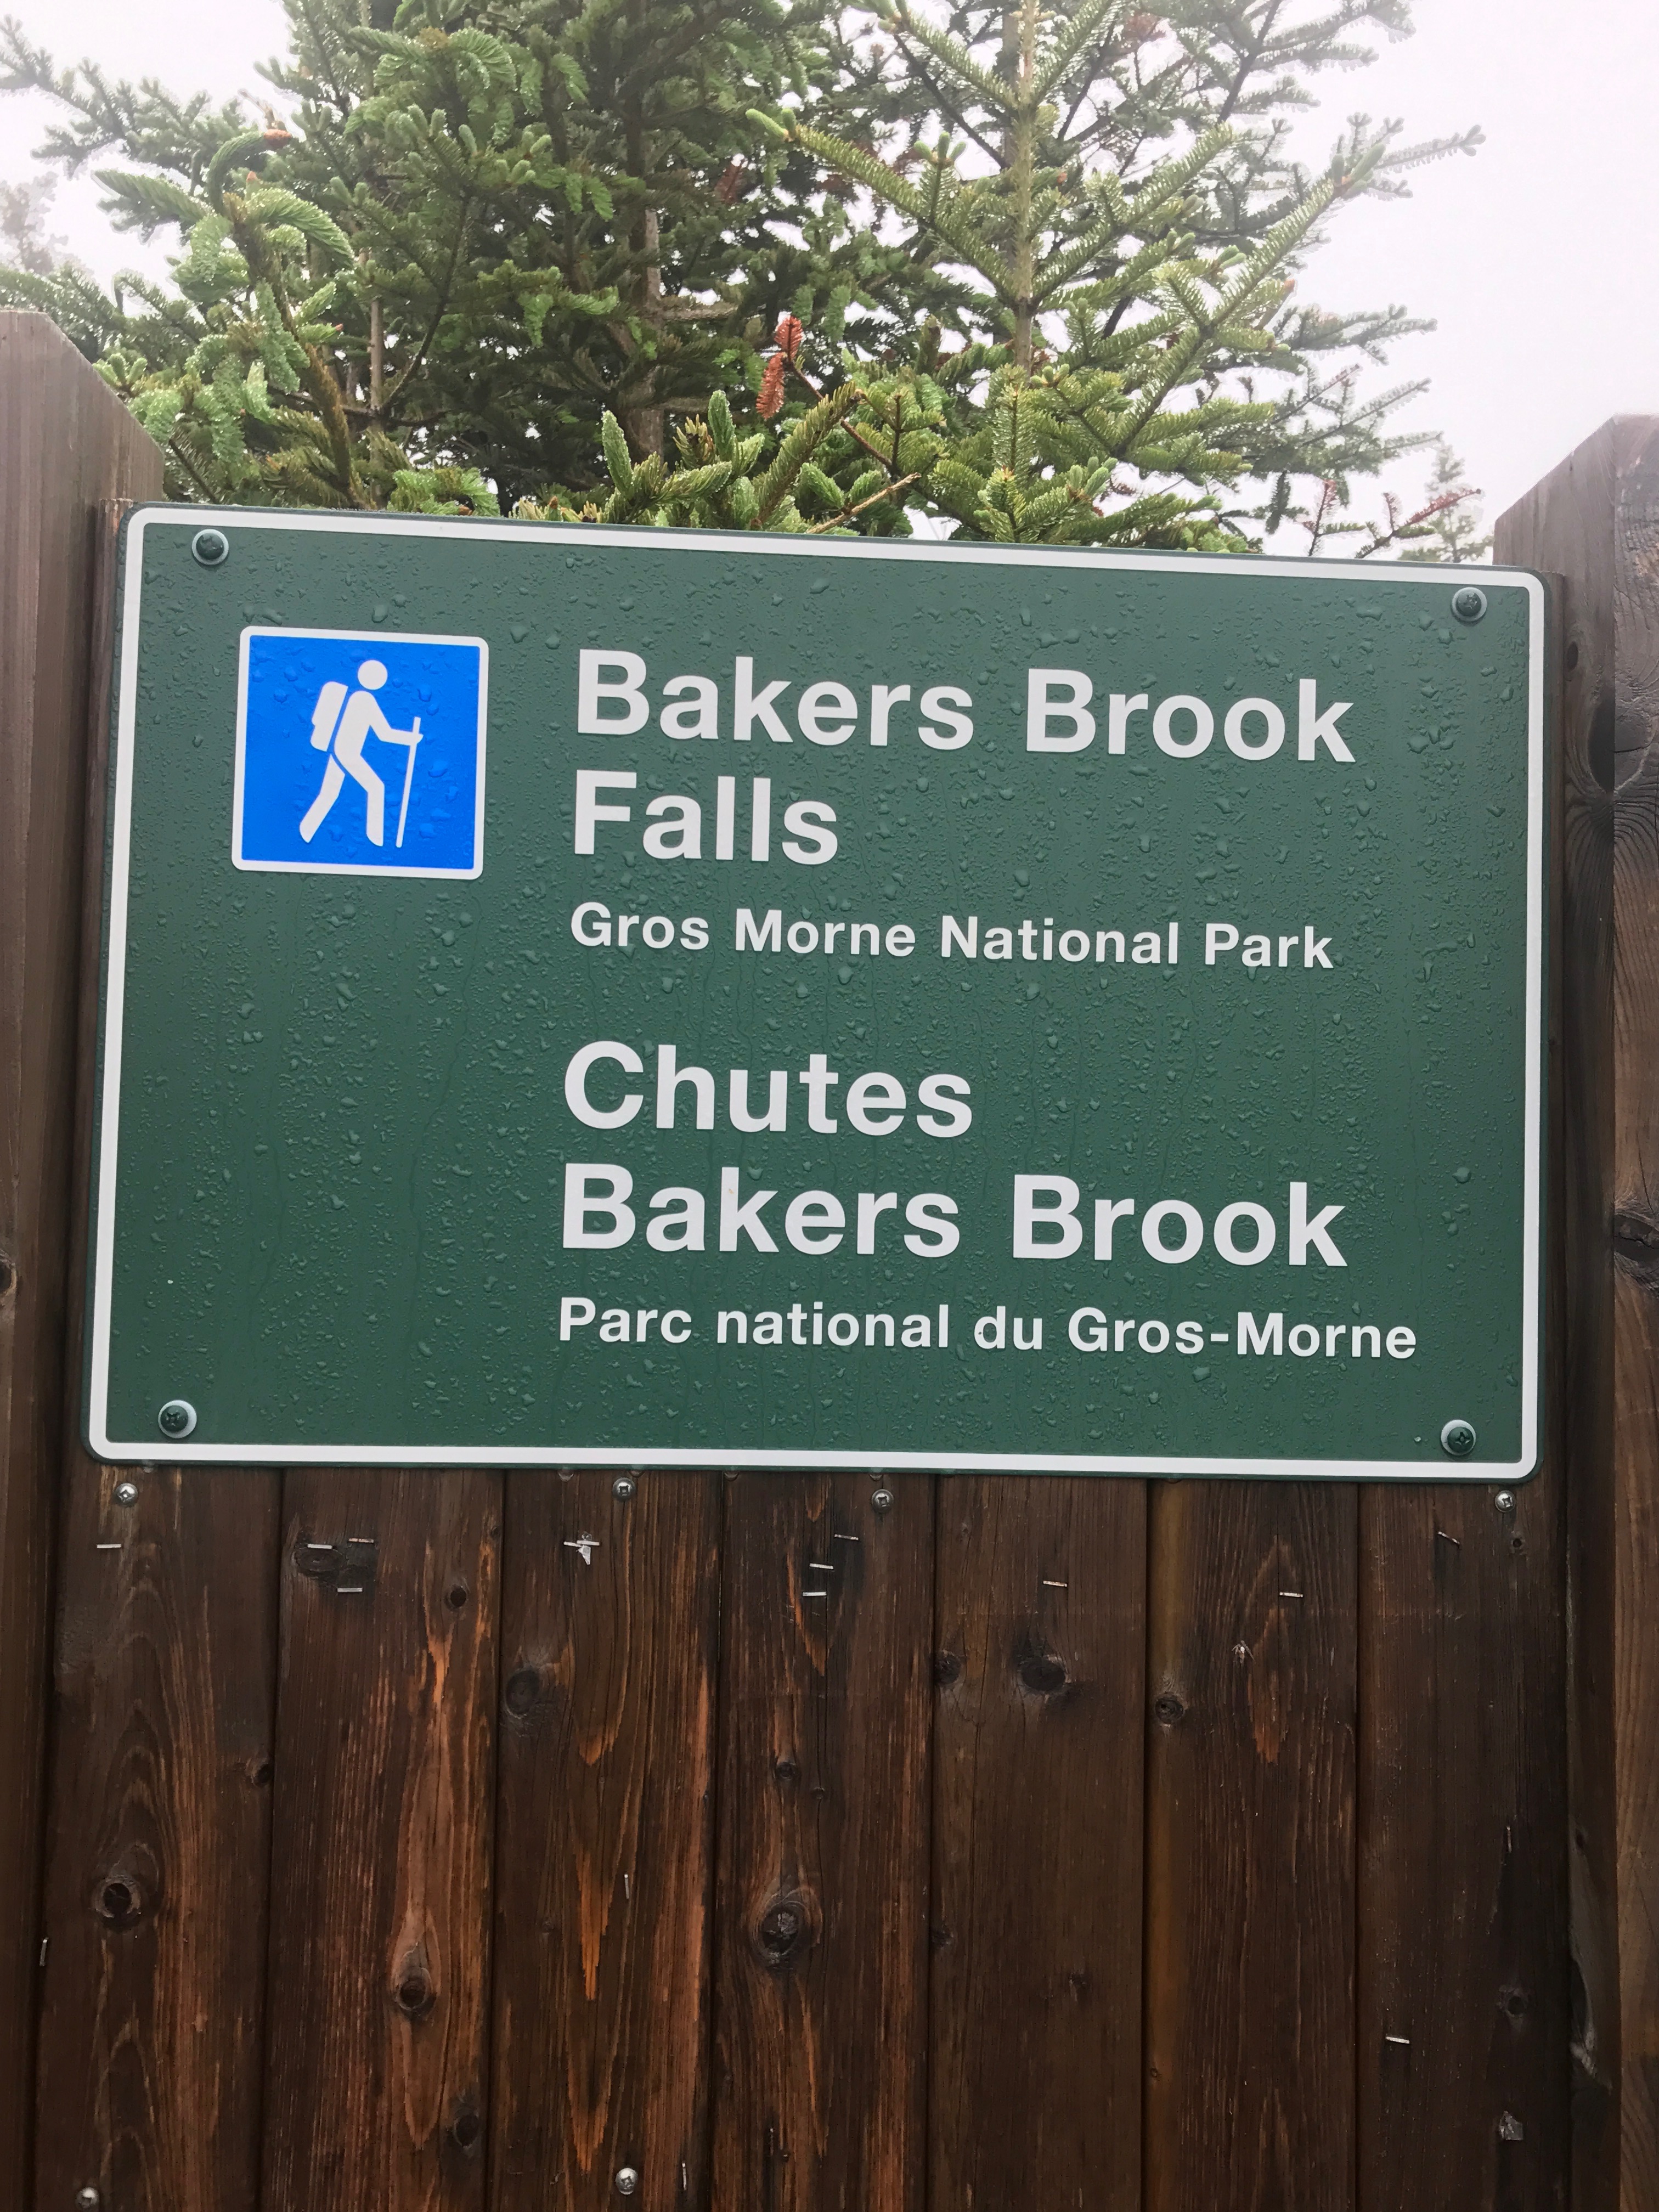 Bakers Brook
Falls
Gros Morne National Park
Chutes
Bakers Brook
Parc national du Gros-Morne